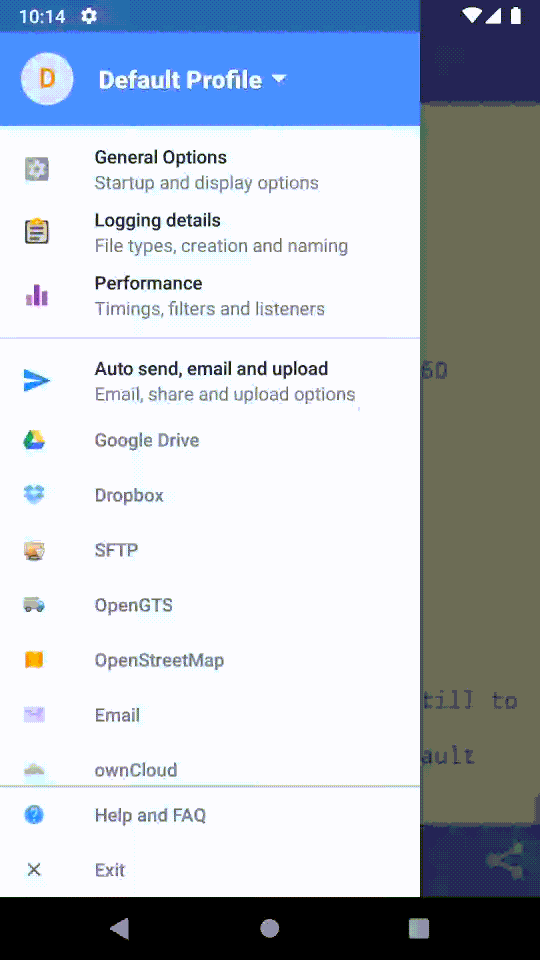 10:14
D
Default Profile
General Options
Startup and display options
Logging details
File types, creation and naming
Performance
Timings, filters and listeners
60
Auto send, email and upload
Email, share and upload options
Google Drive
Dropbox
SFTP
OpenGTS
OpenStreetMap
till to
Email
ault
ownCloud
Help and FAQ
Exit